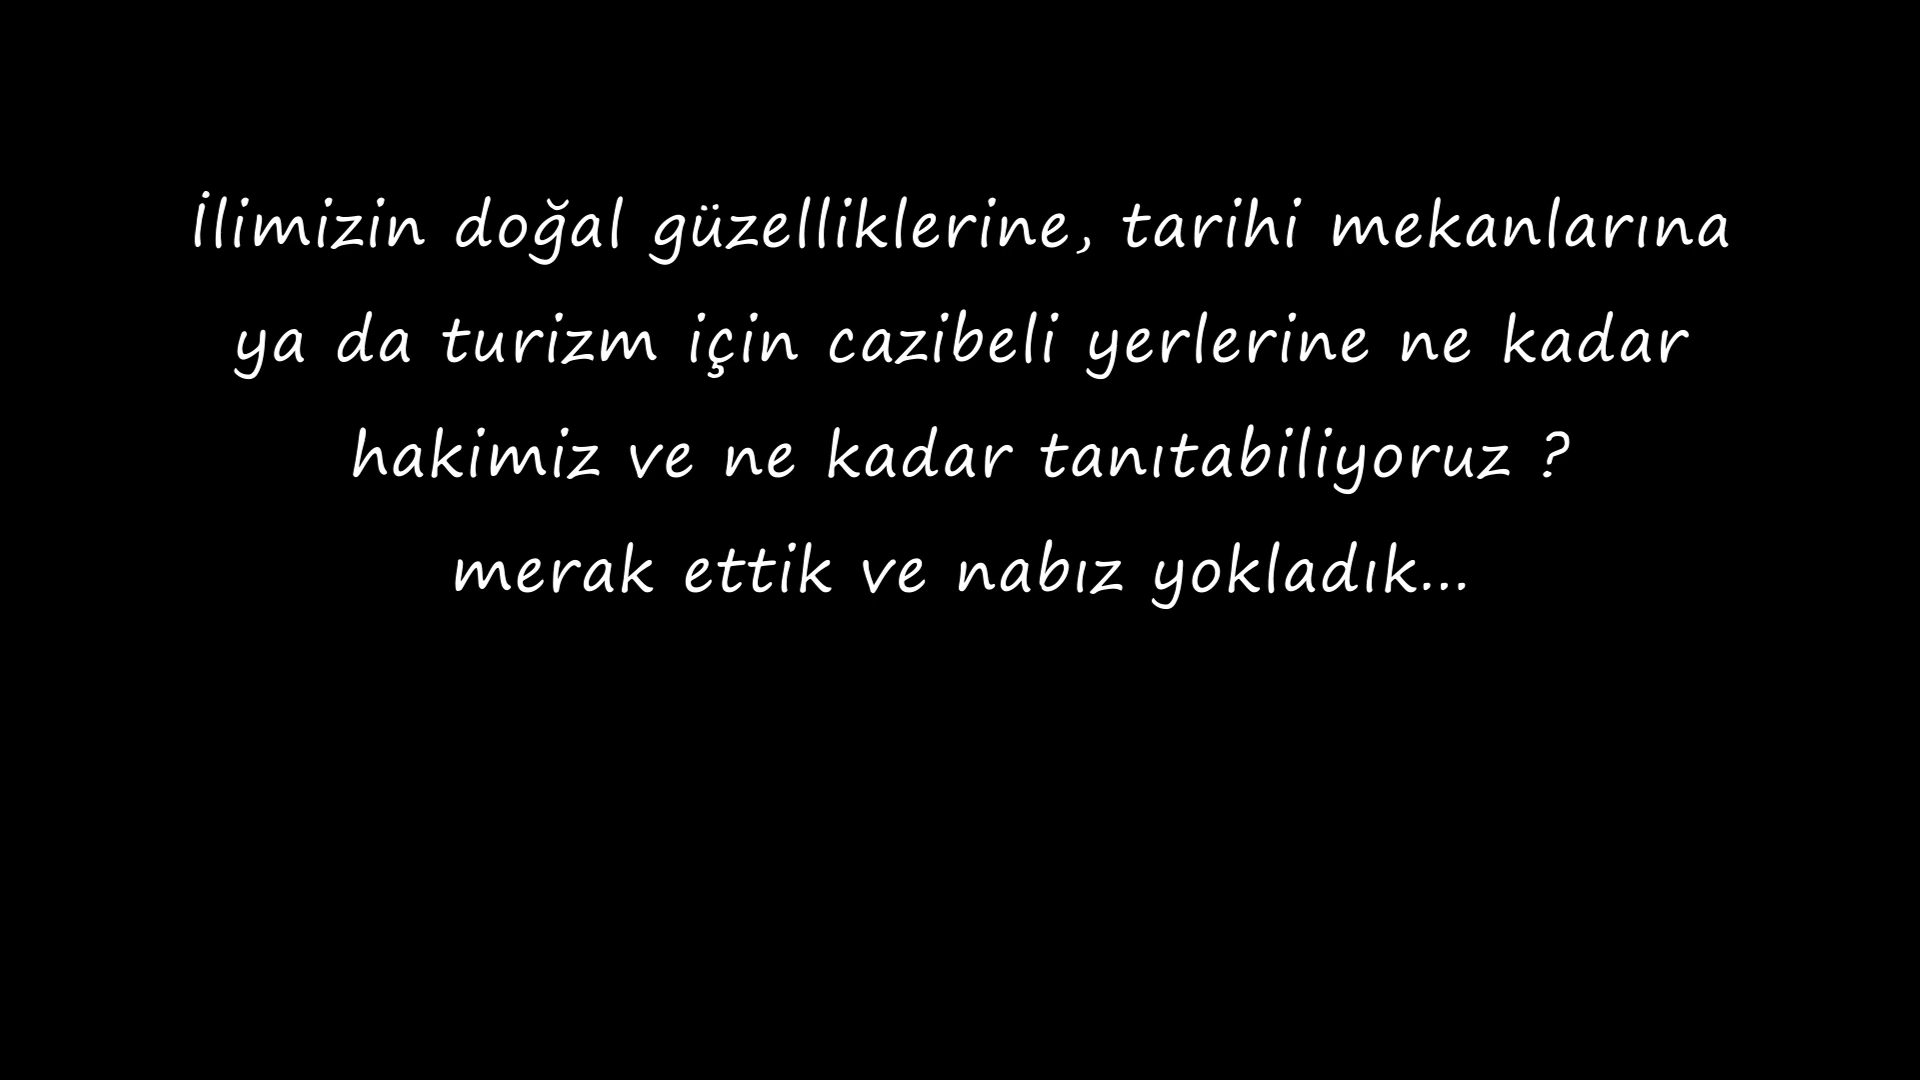 İlimizin doğal güzelliklerine, tarihi mekanlarına
ya da turizm için cazibeli yerlerine ne kadar
hakimiz ve ne kadar tanıtabiliyoruz ?
merak ettik ve nabız yokladık...